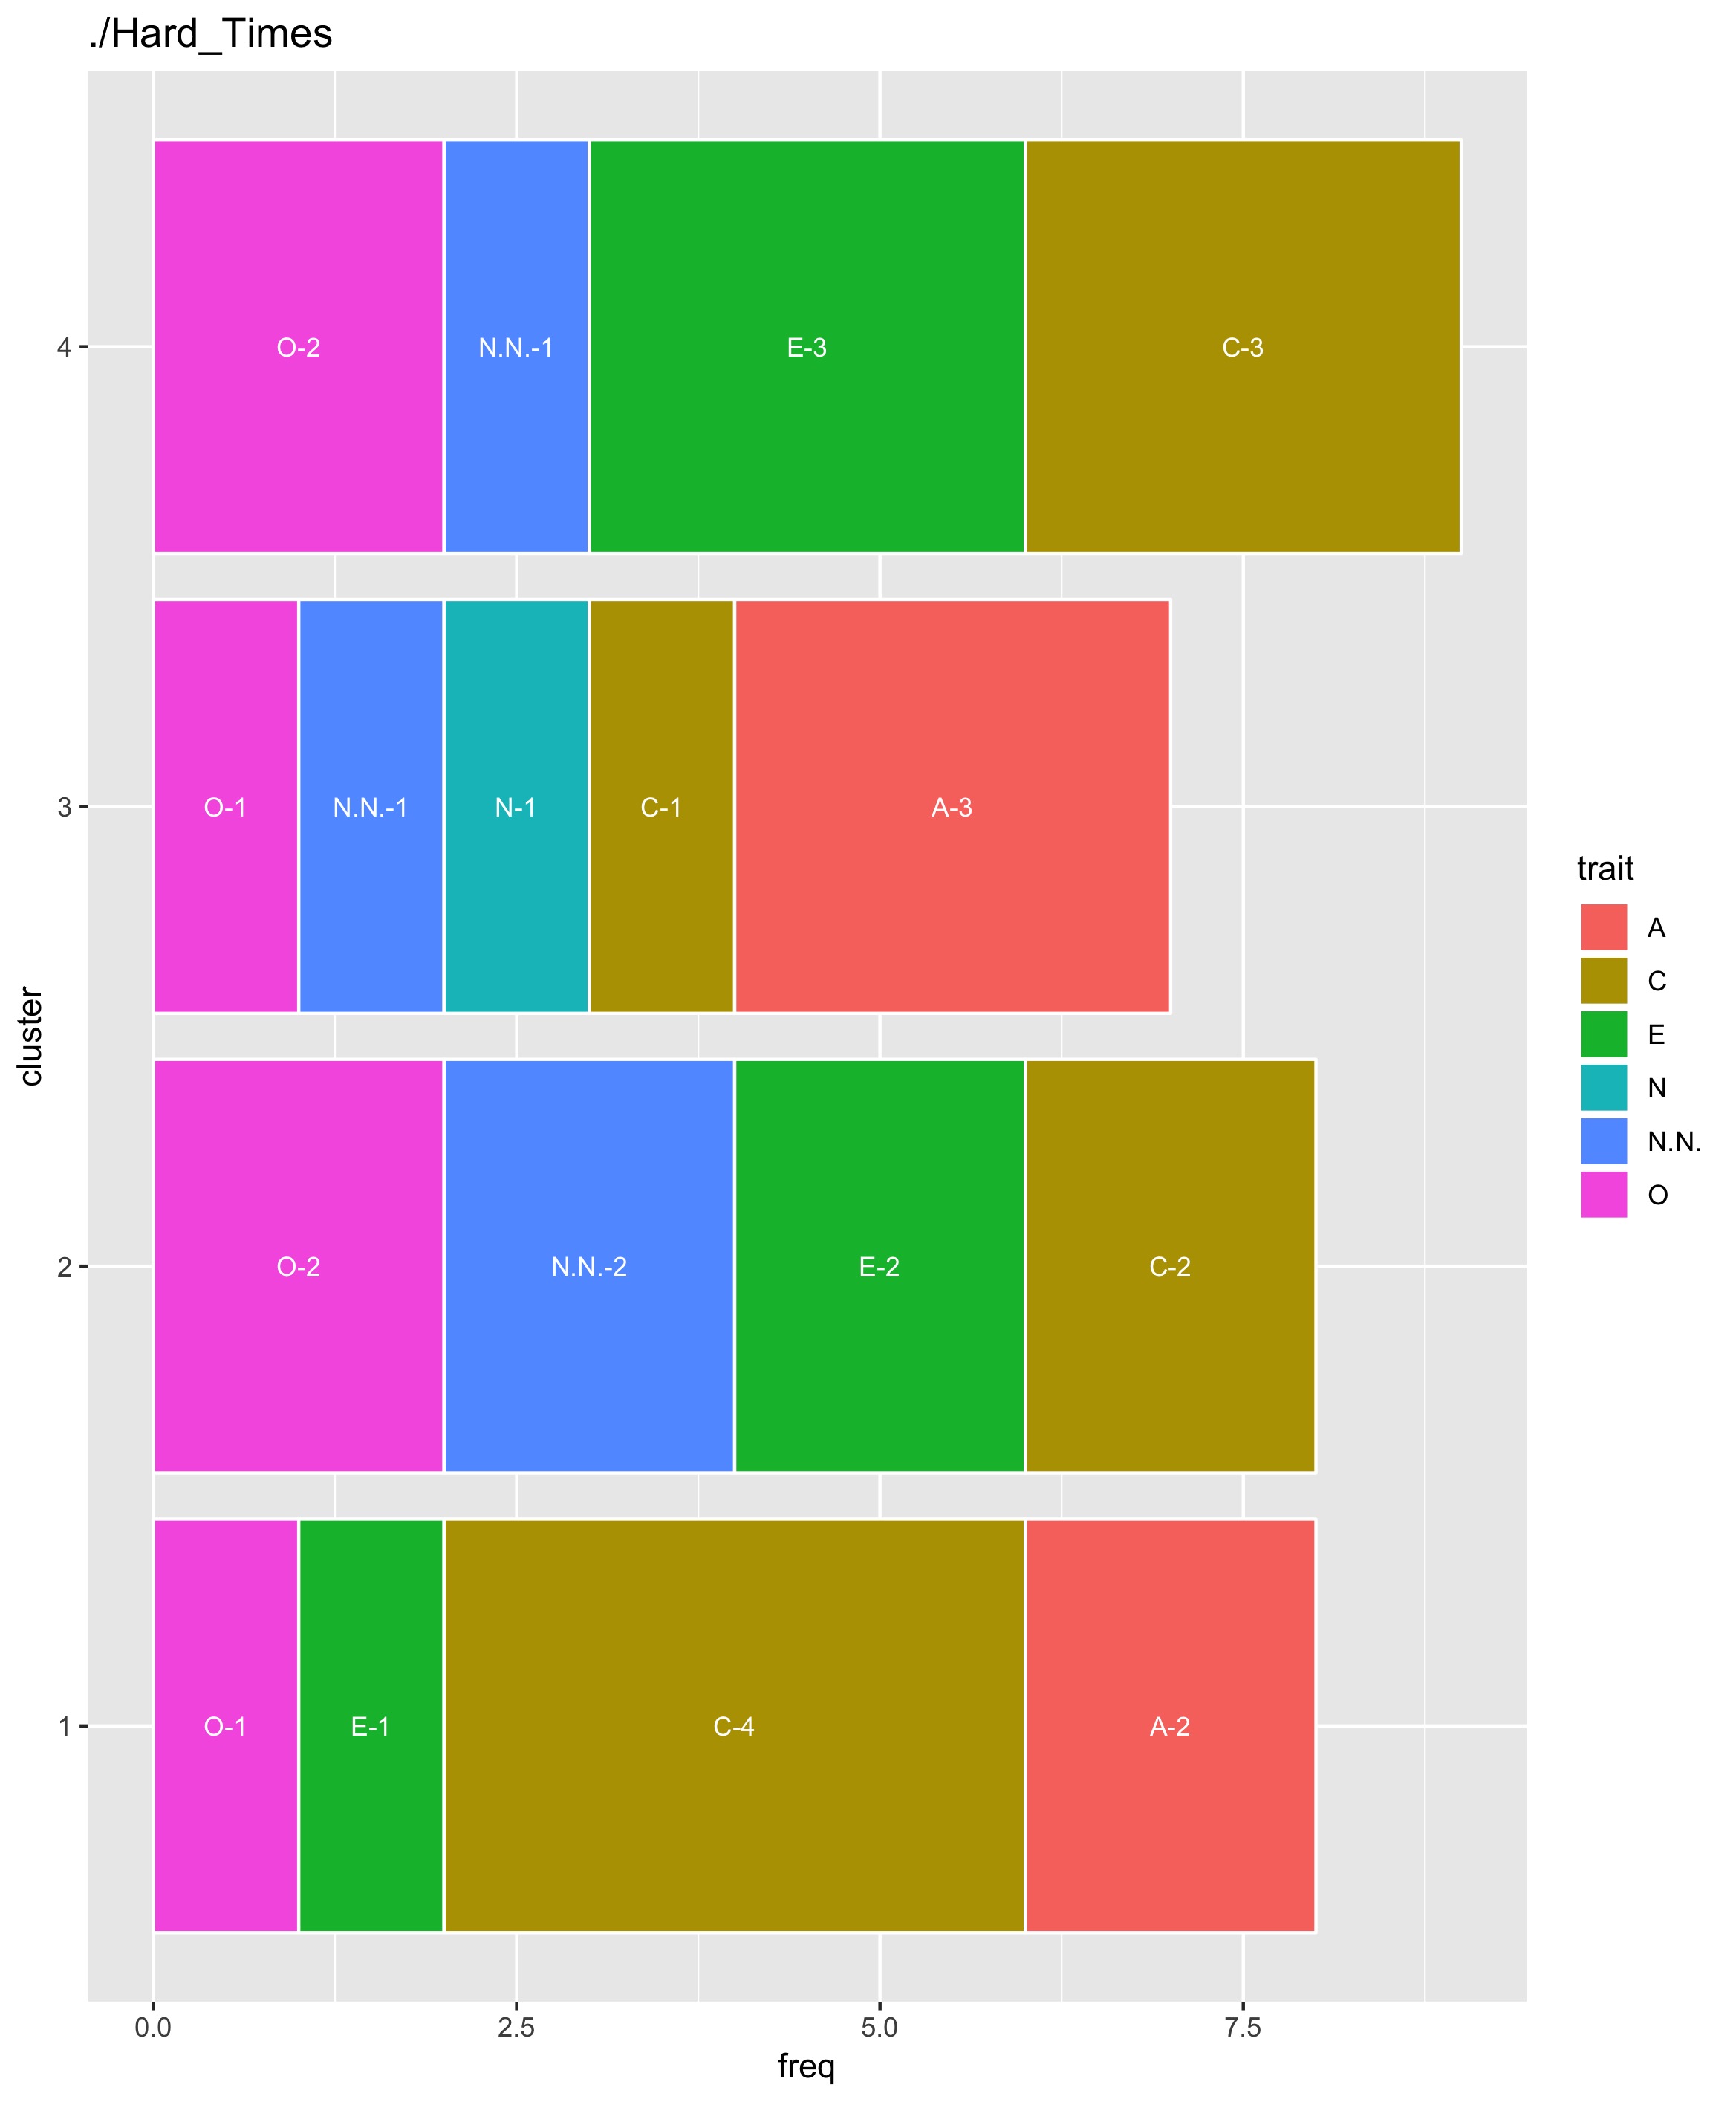 ./Hard_Times
cluster
4
O-2 N.N.-1 E-3 C-3
3
O-1 N.N.-1 N-1 C-1 A-3
2
O-2 N.N.-2 E-2 C-2
1
O-1 E-1 C-4 A-2
0.0 2.5 5.0 7.5
freq
trait
A
C
E
N
N.N.
O